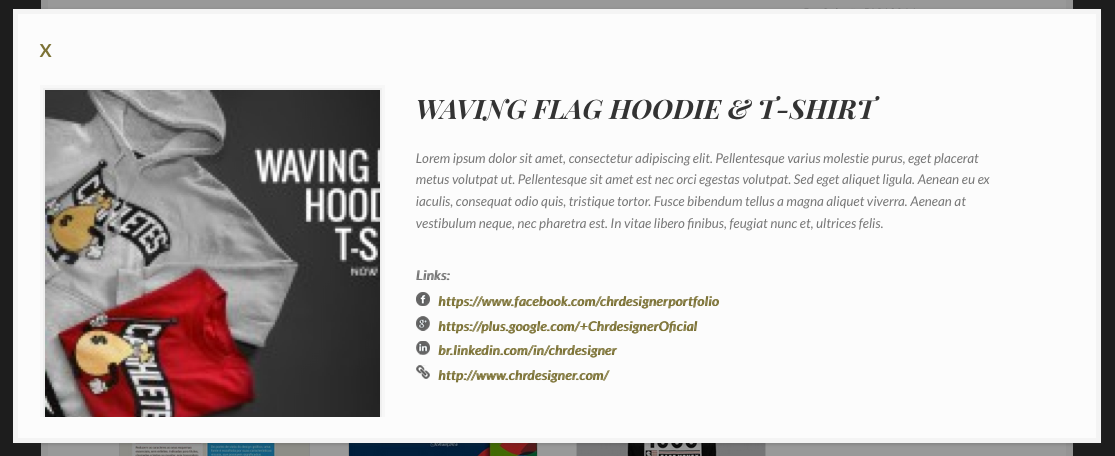 X
WAVING FLAG HOODIE & T-SHIRT
Lorem ipsum dolor sit amet, consectetur adipiscing elit. Pellentesque varius molestie purus, eget placerat
metus volutpat ut. Pellentesque sit amet est nec orci egestas volutpat. Sed eget aliquet ligula. Aenean eu ex
iaculis, consequat odio quis, tristique tortor. Fusce bibendum tellus a magna aliquet viverra. Aenean at
vestibulum neque, nec pharetra est. In vitae libero finibus, feugiat nunc et, ultrices felis.
Links:
https://www.facebook.com/chrdesignerportfolio
https://plus.google.com/+ChrdesignerOficial
br.linkedin.com/in/chrdesigner
http://www.chrdesigner.com/
WAVING
HOOD
T-S
NOW